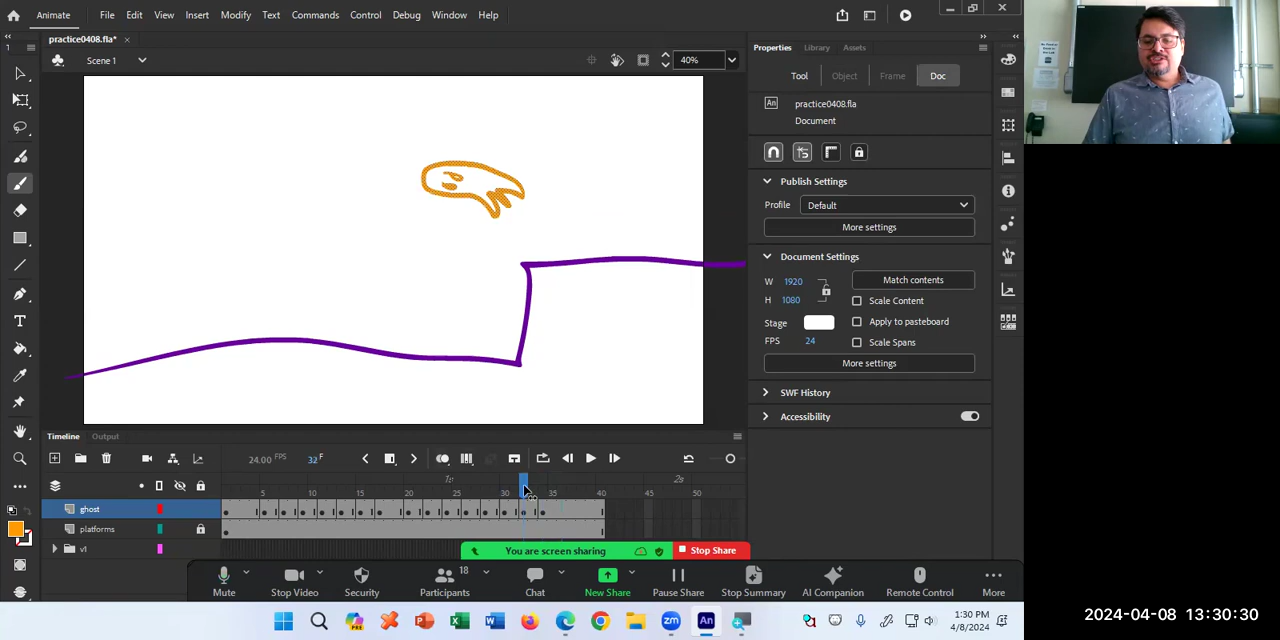 Animate File Edit View Insert Modify Text Commands Control Debug Window Help
practice0408.fla* ×
Scene 1 40%
Properties Library Assets
Tool Object Frame Doc
An practice0408.fla
Document
Publish Settings
Profile Default
More settings
Document Settings
W 1920 Match contents
H 1080 Scale Content
Stage Apply to pasteboard
FPS 24 Scale Spans
More settings
SWF History
Accessibility
Timeline Output
24.00 FPS 32 F
1s 2s
5 10 15 20 25 30 35 40 45 50
ghost
platforms
v1
You are screen sharing Stop Share
18
Mute Stop Video Security Participants Chat New Share Pause Share Stop Summary AI Companion Remote Control More
1:30 PM
4/8/2024
2024-04-08 13:30:30